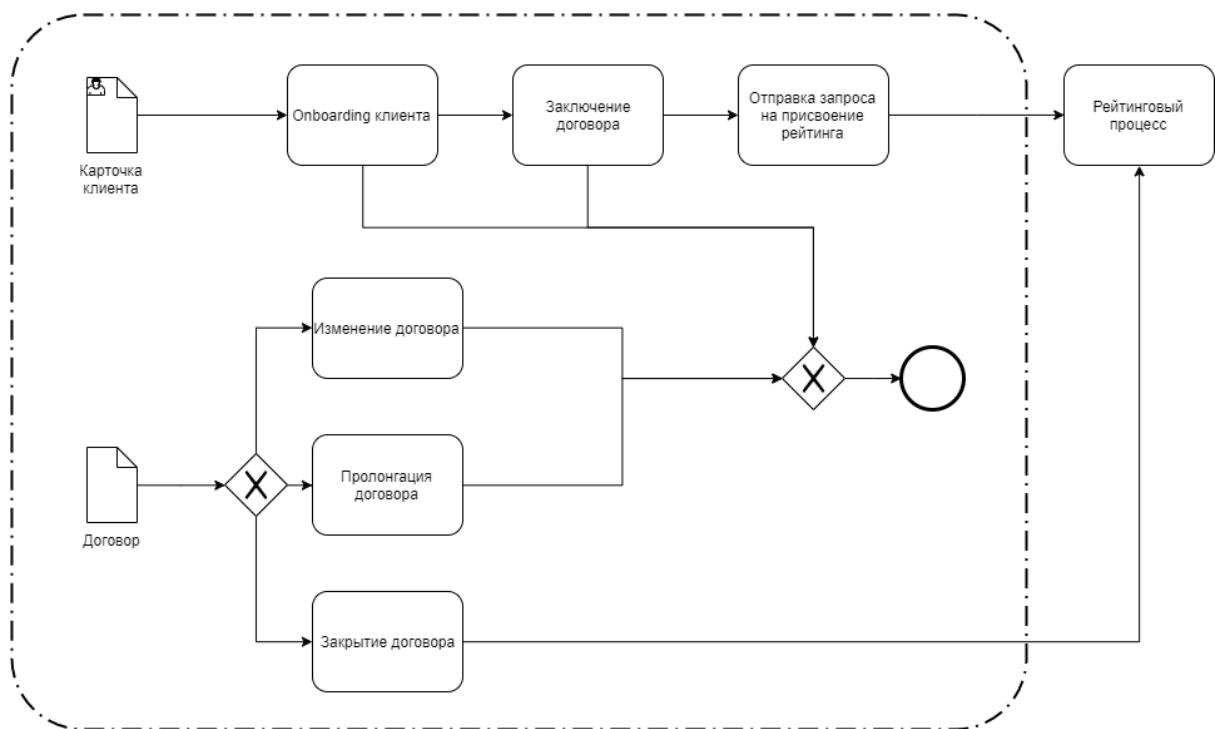 Onboarding клиента
Заключение
договора
Отправка запроса
на присвоение
рейтинга
Рейтинговый
процесс
Карточка
клиента
Изменение договора
Пролонгация
договора
Договор
Закрытие договора